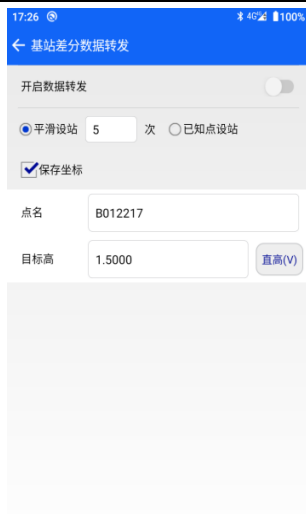 17:26 4G 100%
← 基站差分数据转发
开启数据转发
平滑设站 5 次 已知点设站
保存坐标
点名 B012217
目标高 1.5000 直高(V)